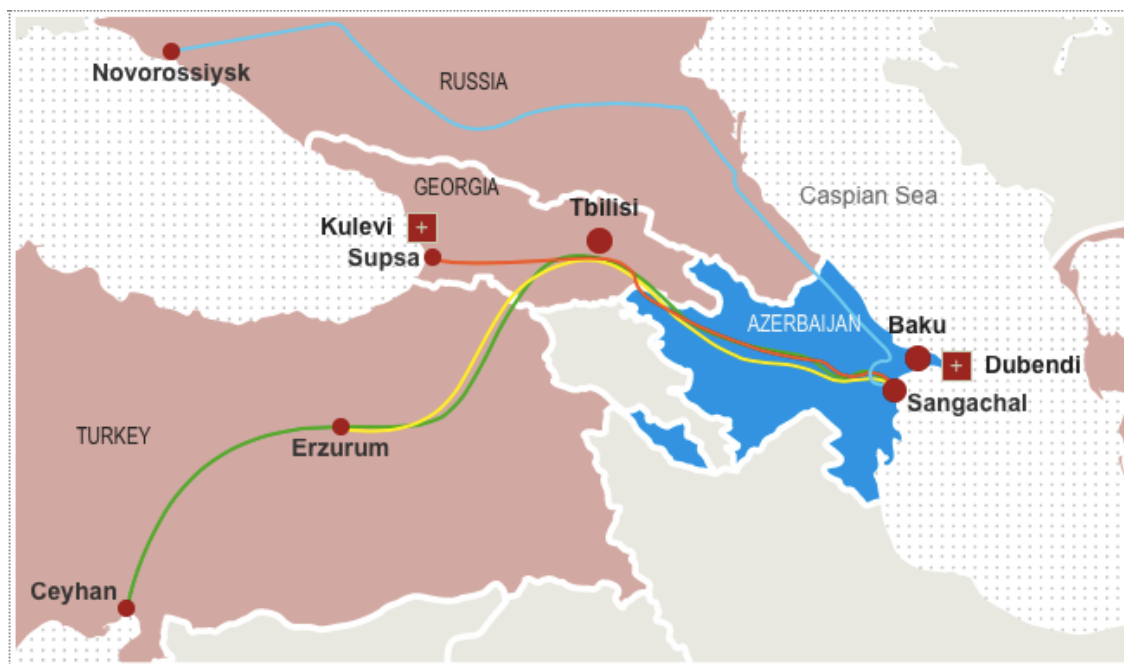 Novorossiysk
RUSSIA
GEORGIA
Caspian Sea
Tbilisi
Kulevi
Supsa
AZERBAIJAN
Baku
Dubendi
Sangachal
TURKEY
Erzurum
Ceyhan